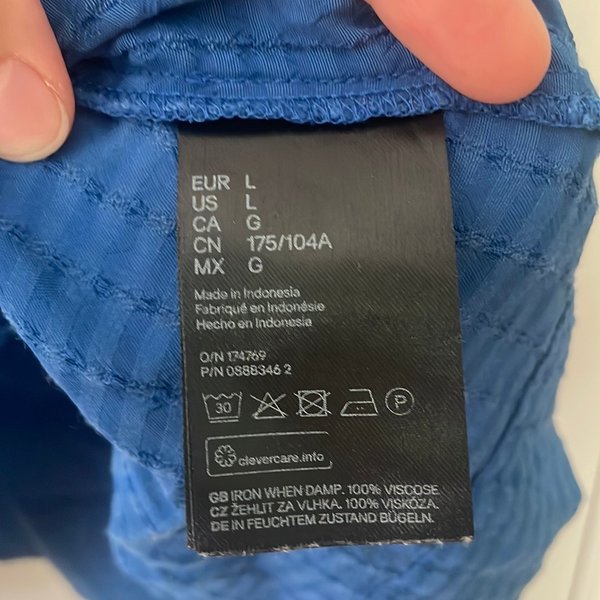 EUR L
US L
CA G
CN 175/104A
MX G
Made in Indonesia
Fabriqué en Indonésie
Hecho en Indonesia
O/N 174769
P/N 0888346 2
30 P
clevercare.info
GB IRON WHEN DAMP. 100% VISCOSE.
CZ ŽEHLIT ZA VLHKA. 100% VISKÓZA.
DE IN FEUCHTEM ZUSTAND BÜGELN.